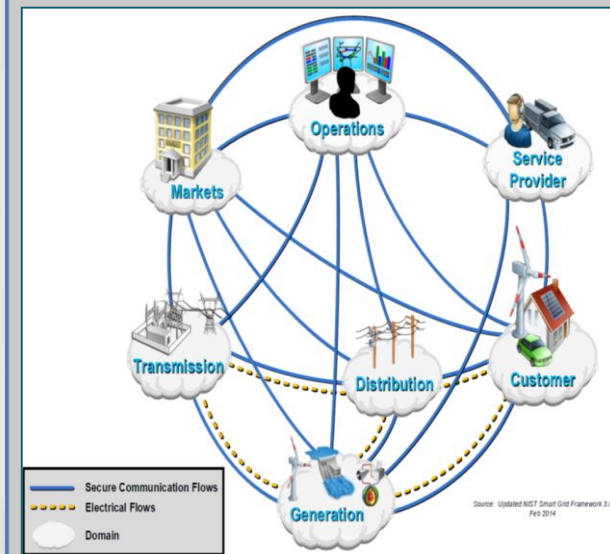 Operations
Markets
Service
Provider
Transmission
Distribution
Customer
Generation
Secure Communication Flows
Electrical Flows
Domain
Source: Updated NIST Smart Grid Framework 3.0
Feb 2014